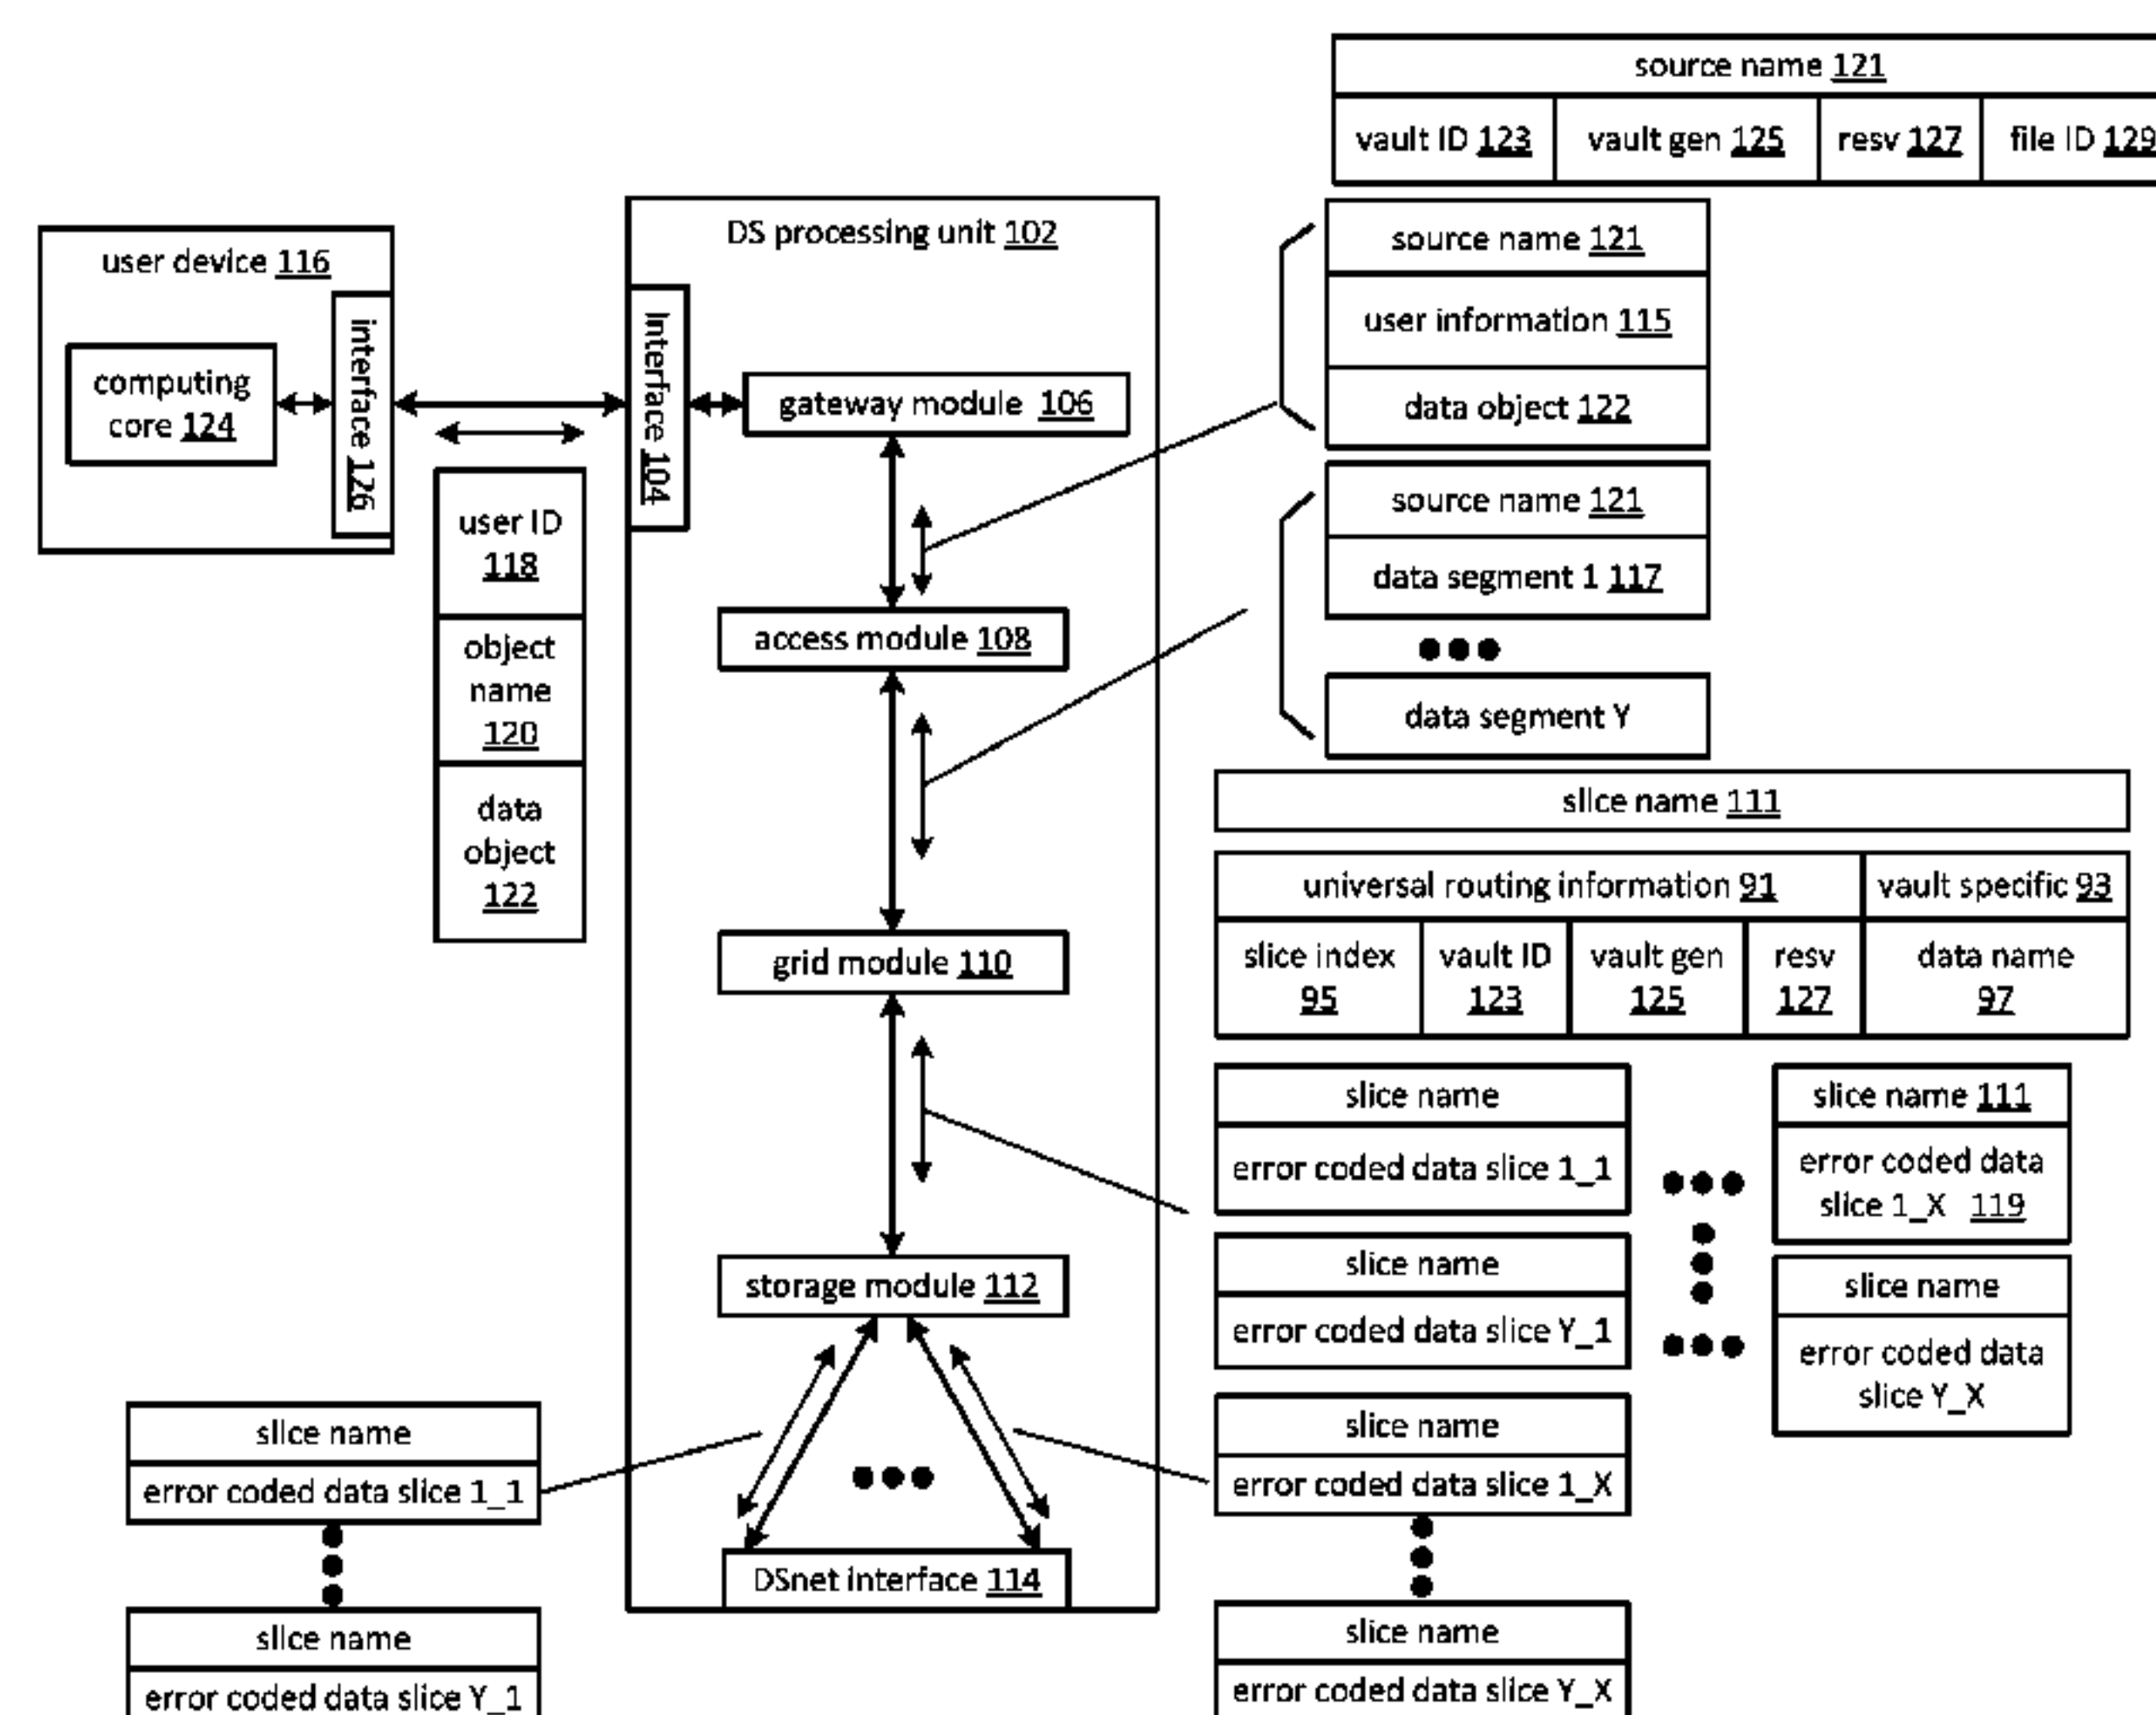 source name 121
vault ID 123
vault gen 125
resv 127
file ID 129
DS processing unit 102
user device 116
computing
core 124
interface 126
interface 104
gateway module 106
user ID
118
object
name
120
data
object
122
access module 108
grid module 110
storage module 112
DSnet interface 114
source name 121
user information 115
data object 122
source name 121
data segment 1 117
data segment Y
slice name 111
universal routing information 91
vault specific 93
slice index
95
vault ID
123
vault gen
125
resv
127
data name
97
slice name
error coded data slice 1_1
slice name 111
error coded data
slice 1_X 119
slice name
error coded data slice Y_1
slice name
error coded data
slice Y_X
slice name
error coded data slice 1_X
slice name
error coded data slice Y_X
slice name
error coded data slice 1_1
slice name
error coded data slice Y_1